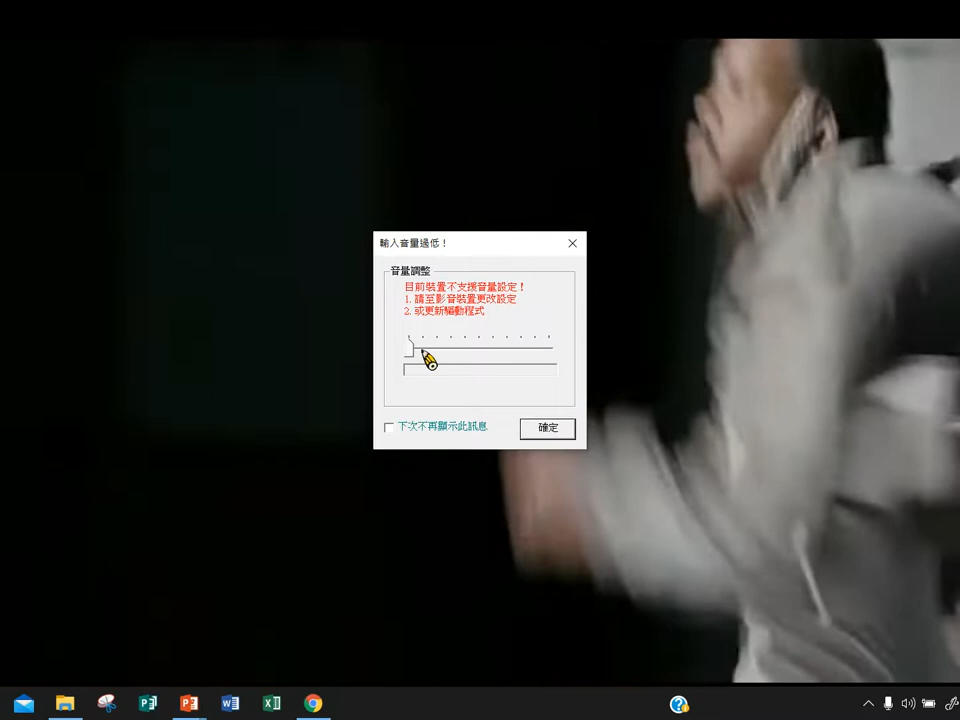 輸入音量過低！
音量調整
目前裝置不支援音量設定！
1. 請至影音裝置更改設定
2. 或更新驅動程式
下次不再顯示此訊息
確定